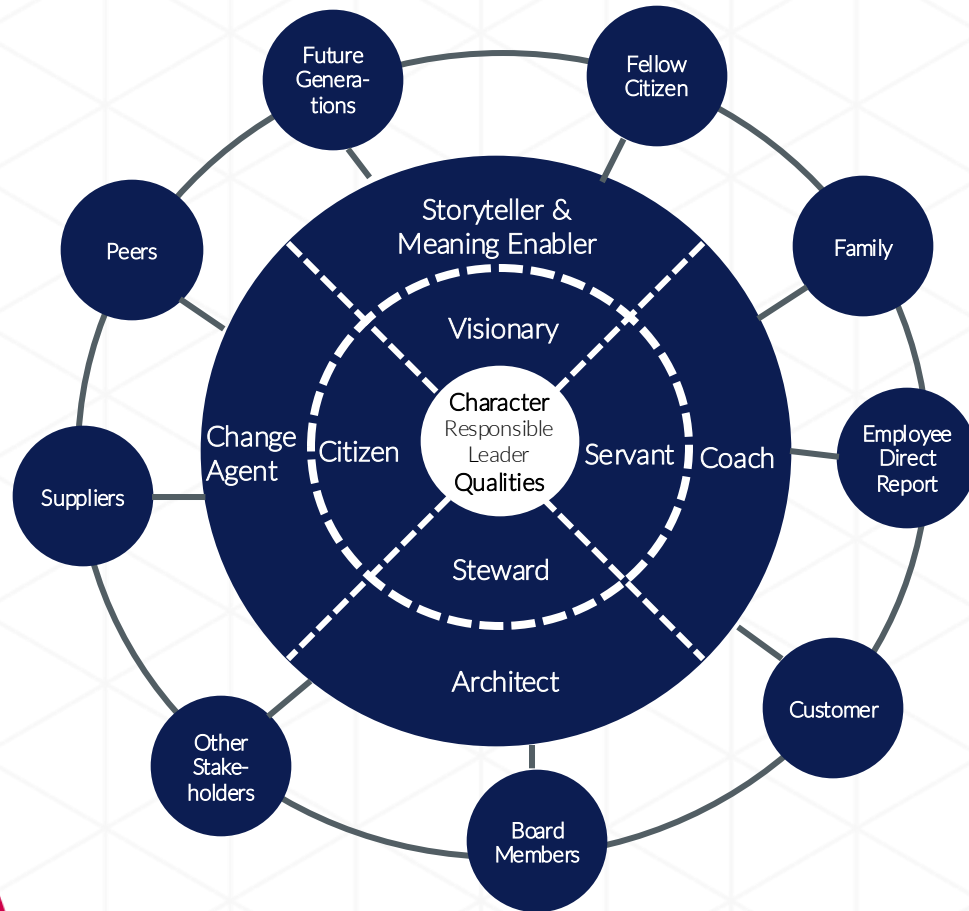 Future
Genera-
tions
Fellow
Citizen
Peers
Storyteller &
Meaning Enabler
Family
Visionary
Character
Responsible
Leader
Qualities
Change
Agent
Citizen
Servant
Coach
Employee
Direct
Report
Suppliers
Steward
Architect
Customer
Other
Stake-
holders
Board
Members